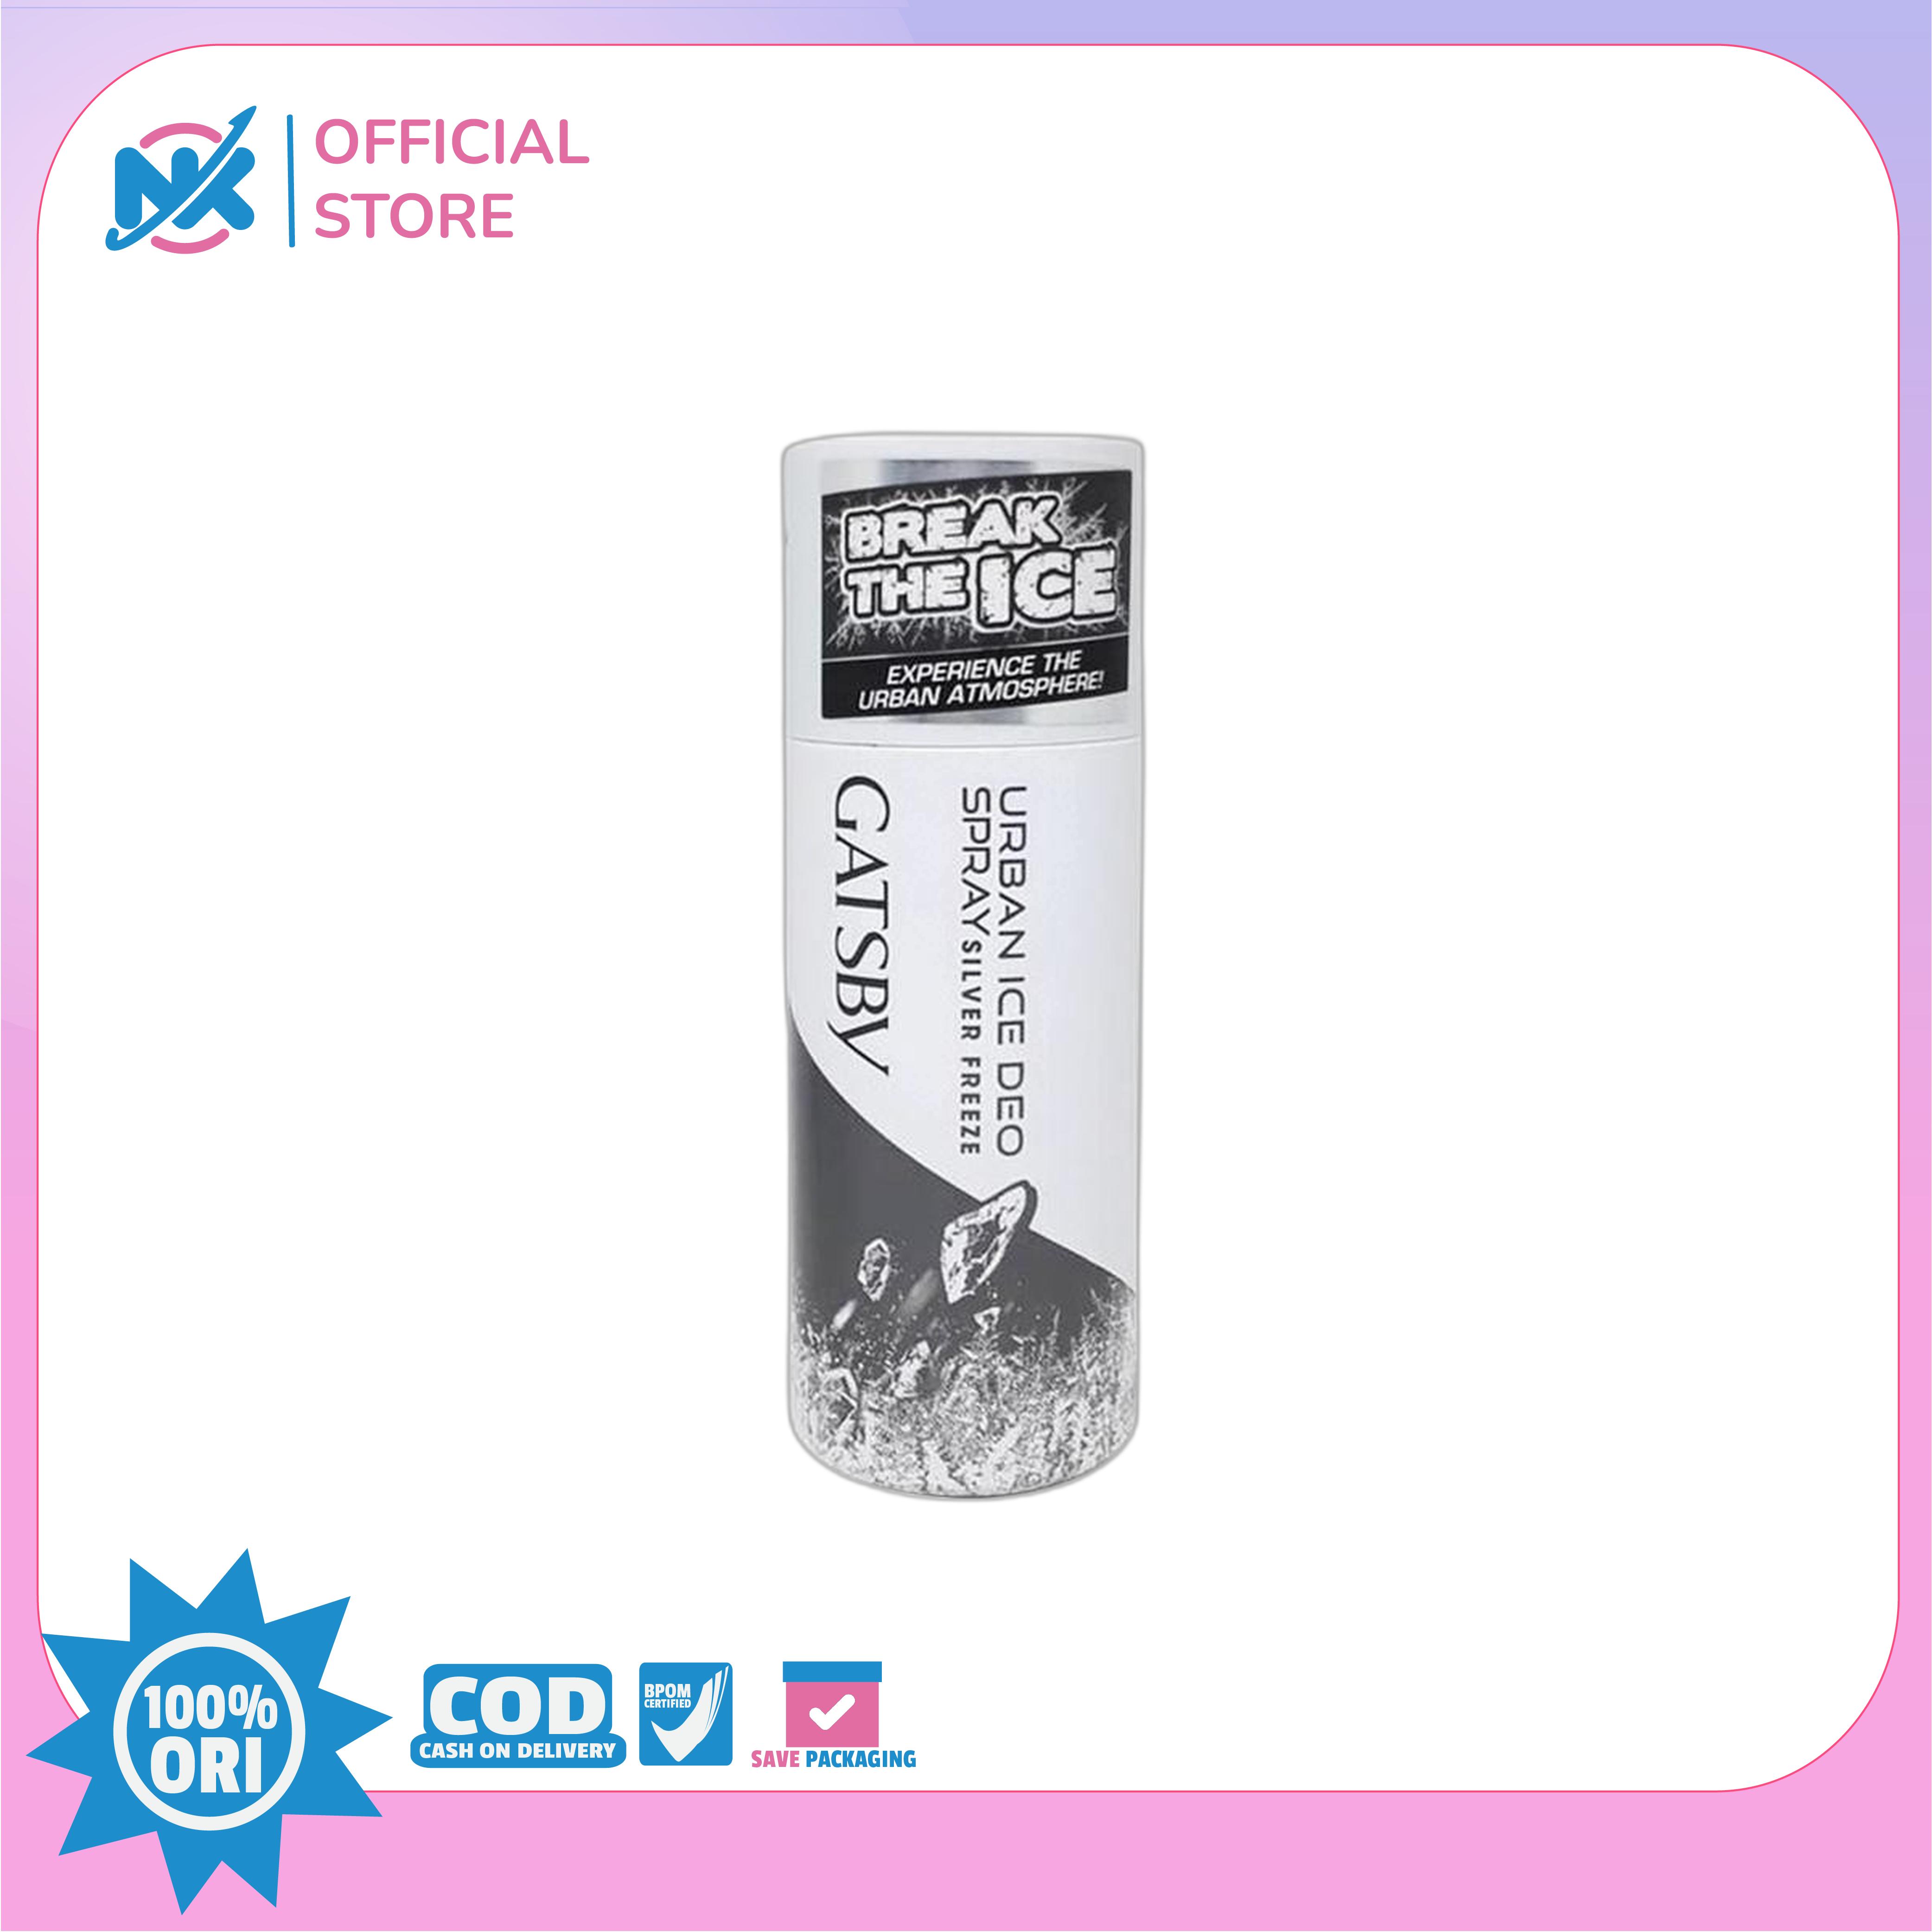 NK
OFFICIAL
STORE
BREAK
THE ICE
EXPERIENCE THE
URBAN ATMOSPHERE!
GATSBY
URBAN ICE DEO
SPRAY SILVER FREEZE
100%
ORI
COD
CASH ON DELIVERY
BPOM
CERTIFIED
SAVE PACKAGING